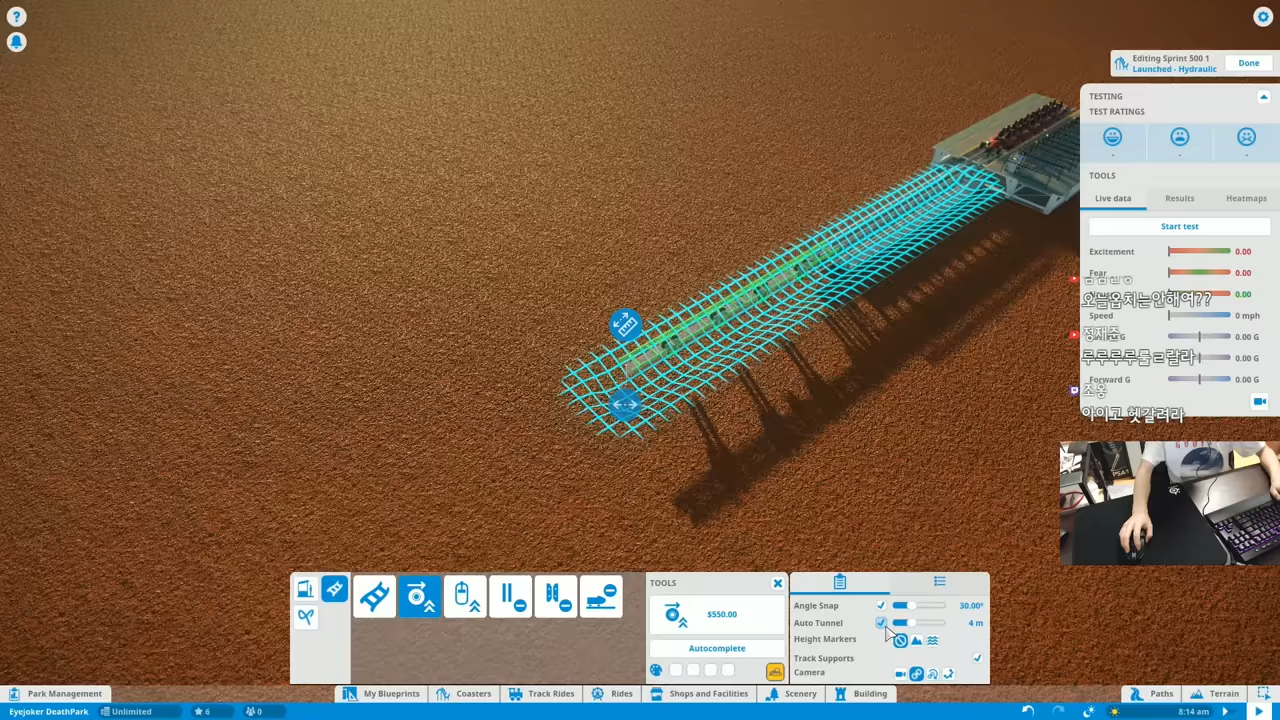 Editing Sprint 500 1
Launched - Hydraulic
Done
TESTING
TEST RATINGS
-
-
-
TOOLS
Live data
Results
Heatmaps
Start test
Excitement
0.00
Fear
0.00
0.00
오늘옵치는안해여??
Speed
0 mph
정재준
0.00 G
루루루루룰ㄹ랄라
0.00 G
Forward G
0.00 G
조옹
아이고 헷갈려라
TOOLS
$550.00
Autocomplete
Angle Snap
30.00°
Auto Tunnel
4 m
Height Markers
Track Supports
Camera
Park Management
My Blueprints
Coasters
Track Rides
Rides
Shops and Facilities
Scenery
Building
Paths
Terrain
Eyejoker DeathPark
Unlimited
6
0
8:14 am